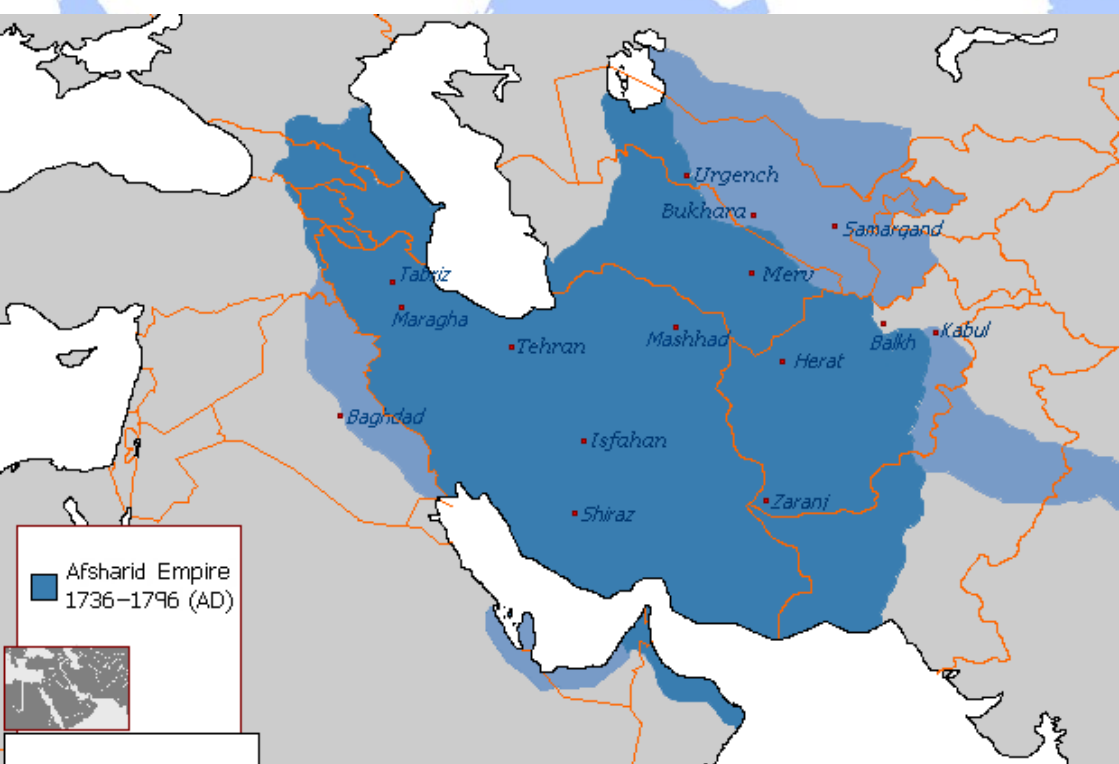 Urgench
Bukhara
Samarqand
Tabriz
Merv
Maragha
Tehran
Mashhad
Balkh
Kabul
Herat
Baghdad
Isfahan
Zaranj
Shiraz
Afsharid Empire
1736–1796 (AD)